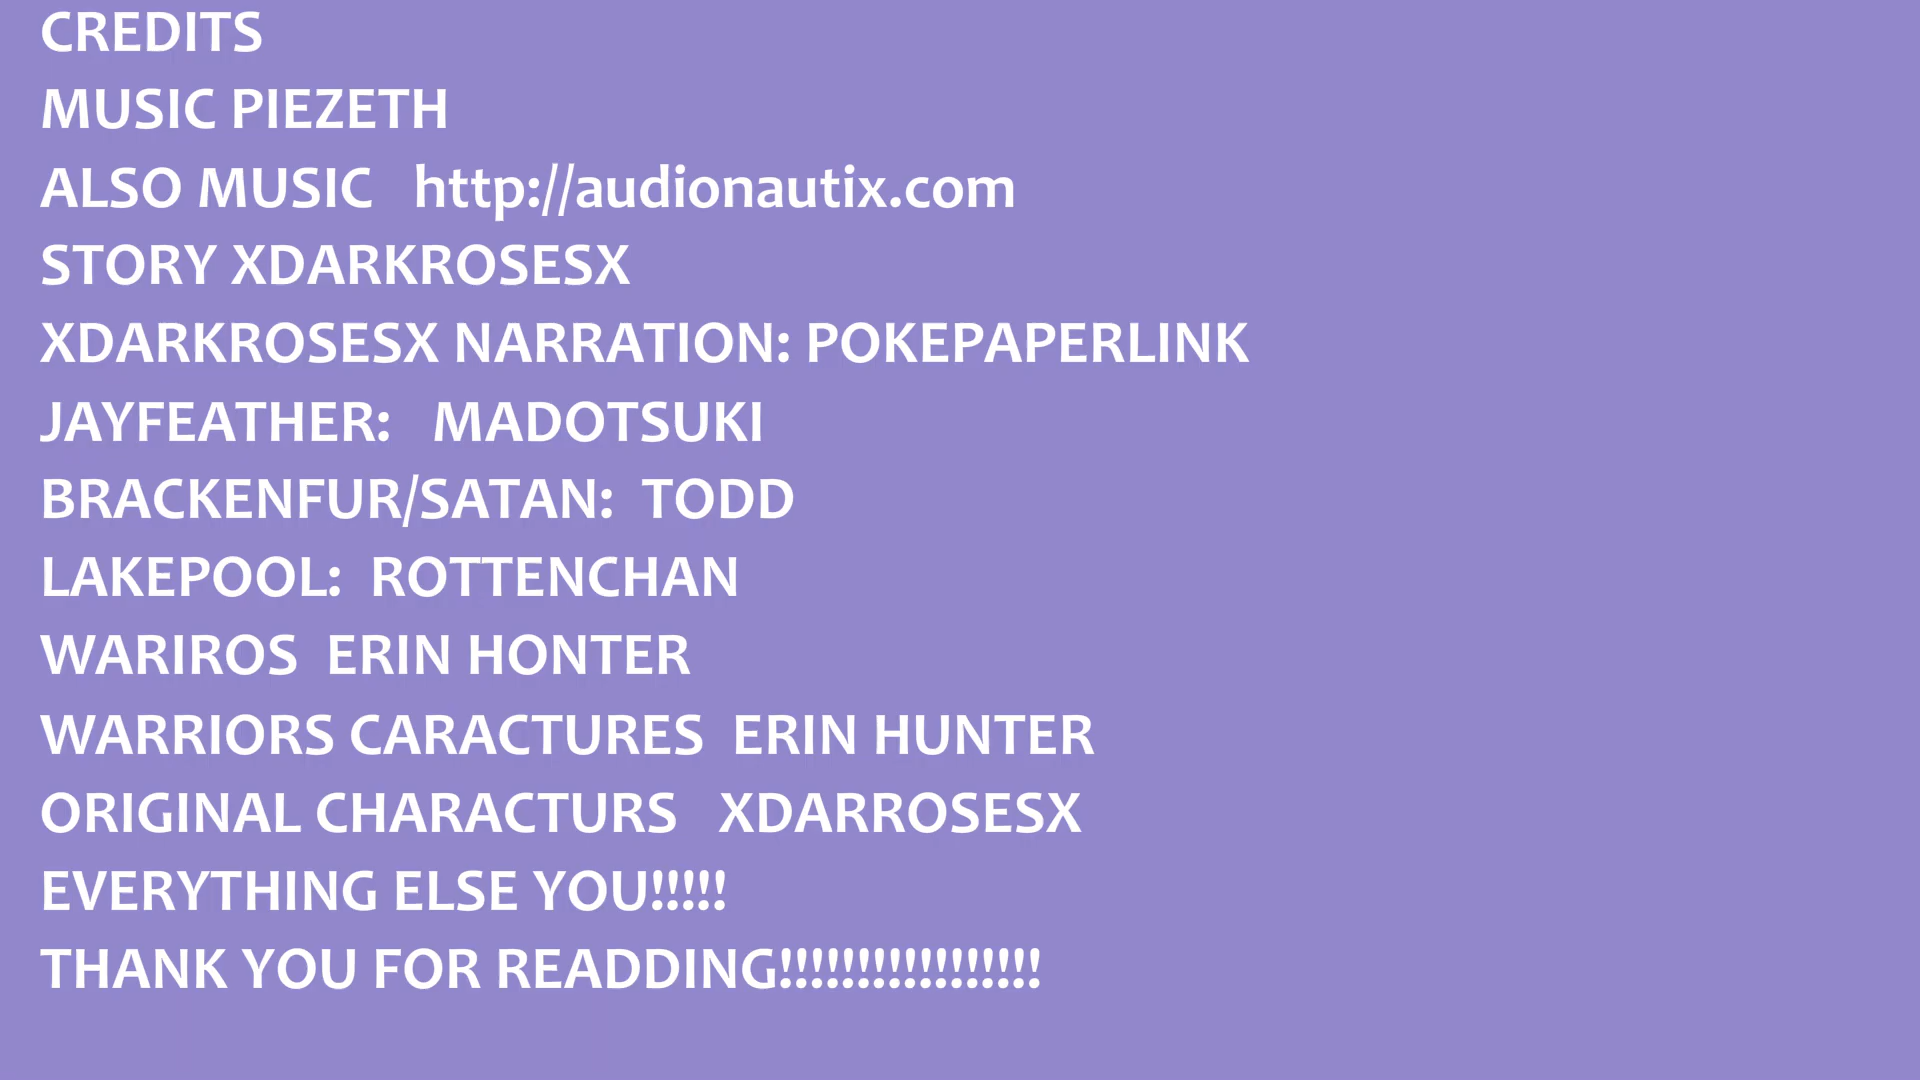 CREDITS
MUSIC PIEZETH
ALSO MUSIC   http://audionautix.com
STORY XDARKROSESX
XDARKROSESX NARRATION: POKEPAPERLINK
JAYFEATHER:   MADOTSUKI
BRACKENFUR/SATAN:  TODD
LAKEPOOL:  ROTTENCHAN
WARIROS  ERIN HONTER
WARRIORS CARACTURES  ERIN HUNTER
ORIGINAL CHARACTURS   XDARROSESX
EVERYTHING ELSE YOU!!!!!
THANK YOU FOR READDING!!!!!!!!!!!!!!!!!